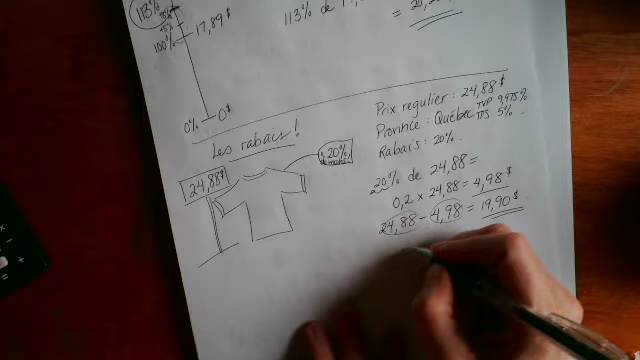 113%
100%
17,89 $
113% de 17,
=
0%
0 $
Les rabais !
24,88 $
20%
de moins
Prix regulier : 24,88 $
Province : Québec TVP 9,975%
TPS 5%
Rabais : 20%.
20% de 24,88 =
0,2 x 24,88 = 4,98 $
24,88 - 4,98 = 19,90 $